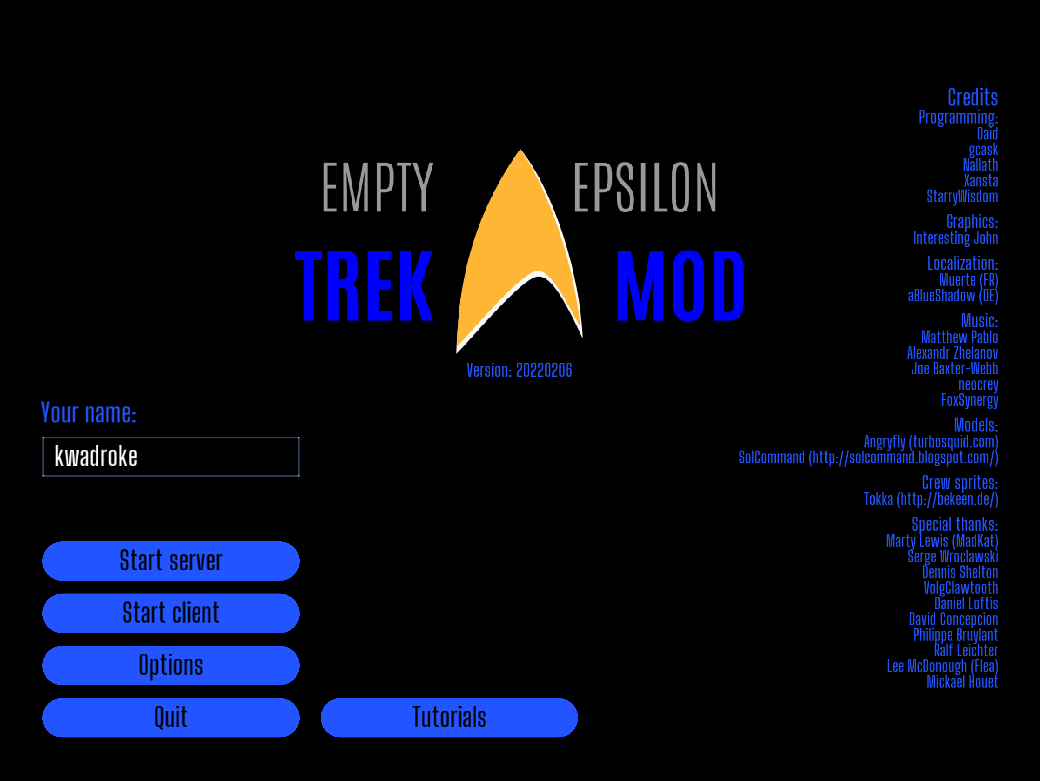 EMPTY EPSILON
TREK MOD
Version: 20220206
Your name:
kwadroke
Start server
Start client
Options
Quit
Tutorials
Credits
Programming:
Daid
gcask
Nallath
Xansta
StarryWisdom
Graphics:
Interesting John
Localization:
Muerte (FR)
aBlueShadow (DE)
Music:
Matthew Pablo
Alexandr Zhelanov
Joe Baxter-Webb
neocrey
FoxSynergy
Models:
Angryfly (turbosquid.com)
SolCommand (http://solcommand.blogspot.com/)
Crew sprites:
Tokka (http://bekeen.de/)
Special thanks:
Marty Lewis (MadKat)
Serge Wroclawski
Dennis Shelton
VolgClawtooth
Daniel Loftis
David Concepcion
Philippe Bruylant
Ralf Leichter
Lee McDonough (Flea)
Mickael Houet